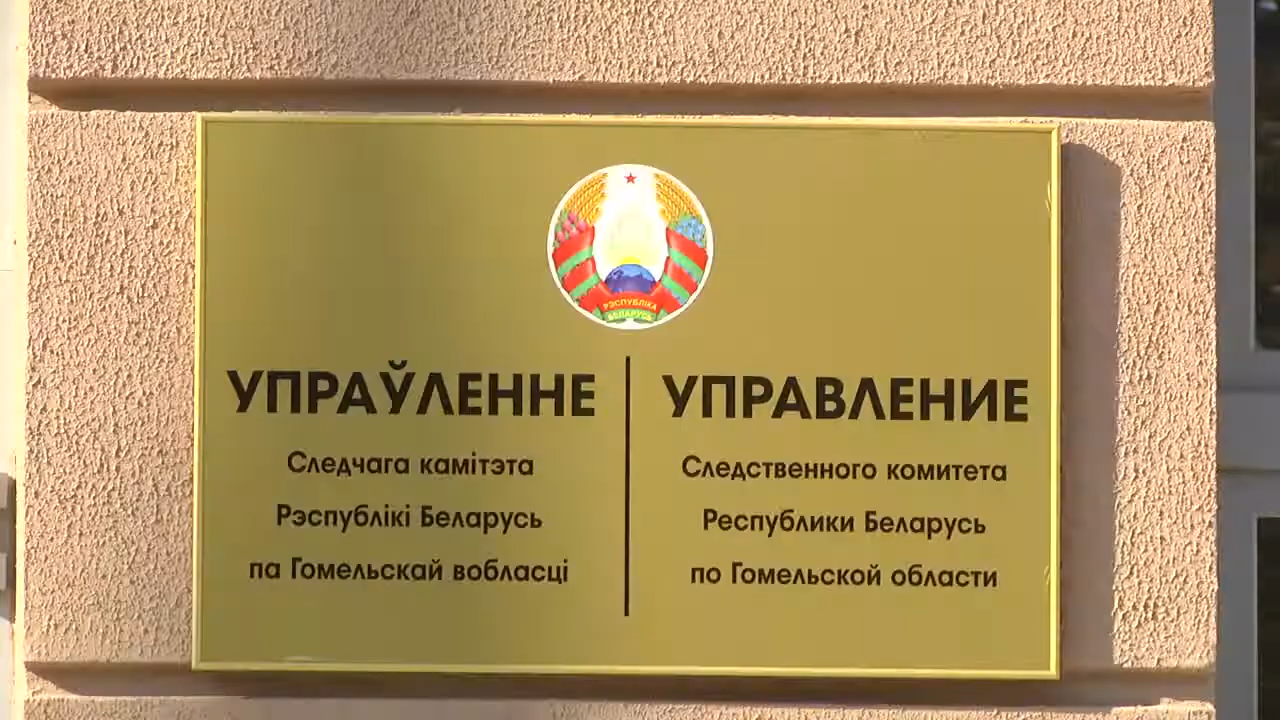 РЭСПУБЛІКА
БЕЛАРУСЬ
УПРАЎЛЕННЕ
Следчага камітэта
Рэспублікі Беларусь
па Гомельскай вобласці
УПРАВЛЕНИЕ
Следственного комитета
Республики Беларусь
по Гомельской области